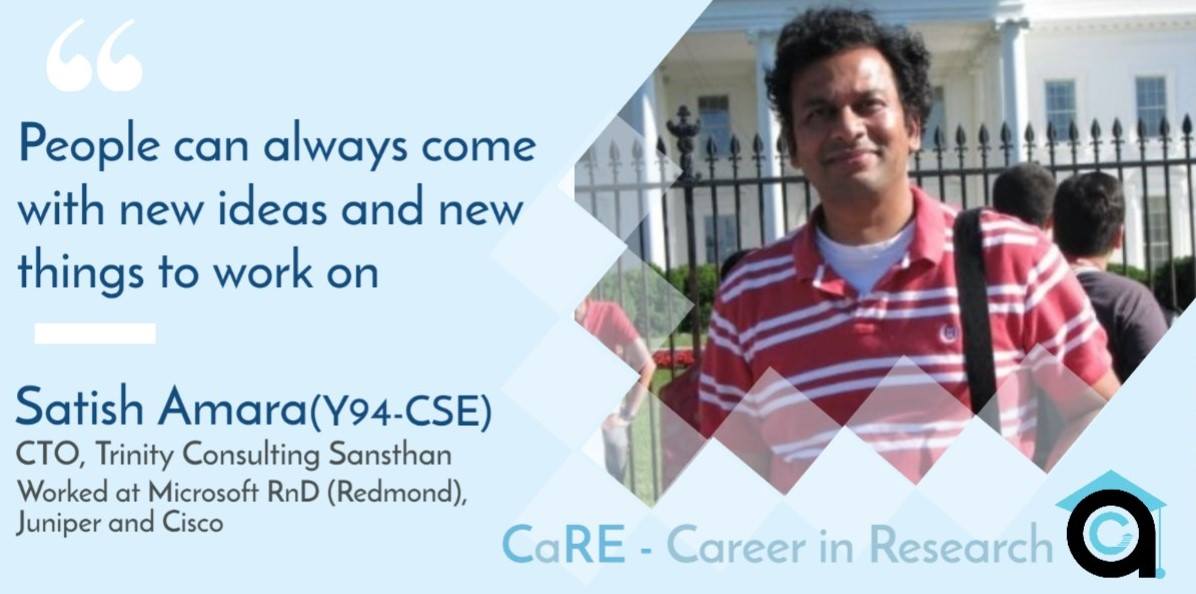 People can always come
with new ideas and new
things to work on
Satish Amara(Y94-CSE)
CTO, Trinity Consulting Sansthan
Worked at Microsoft RnD (Redmond),
Juniper and Cisco
CaRE - Career in Research